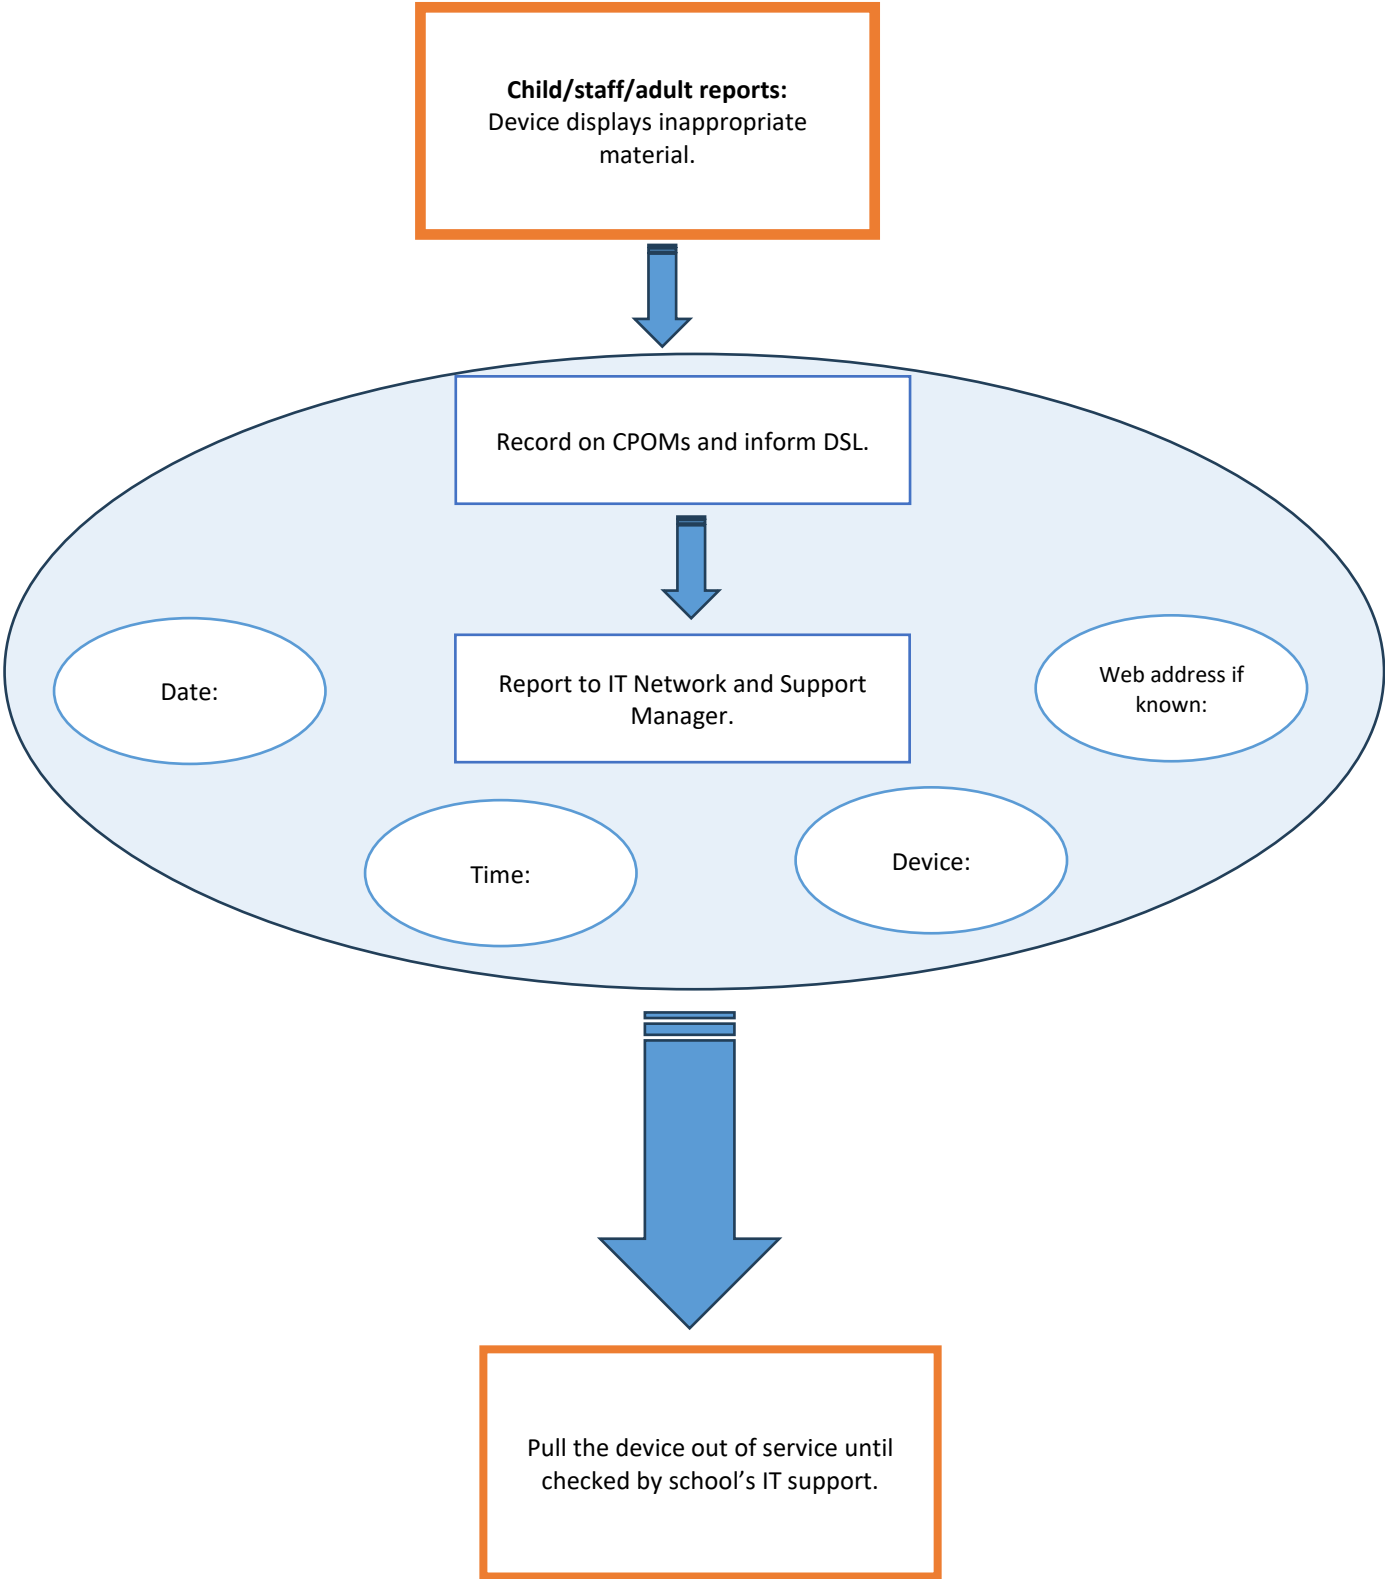 Child/staff/adult reports:
Device displays inappropriate
material.
Record on CPOMs and inform DSL.
Report to IT Network and Support
Manager.
Date:
Web address if
known:
Time:
Device:
Pull the device out of service until
checked by school’s IT support.